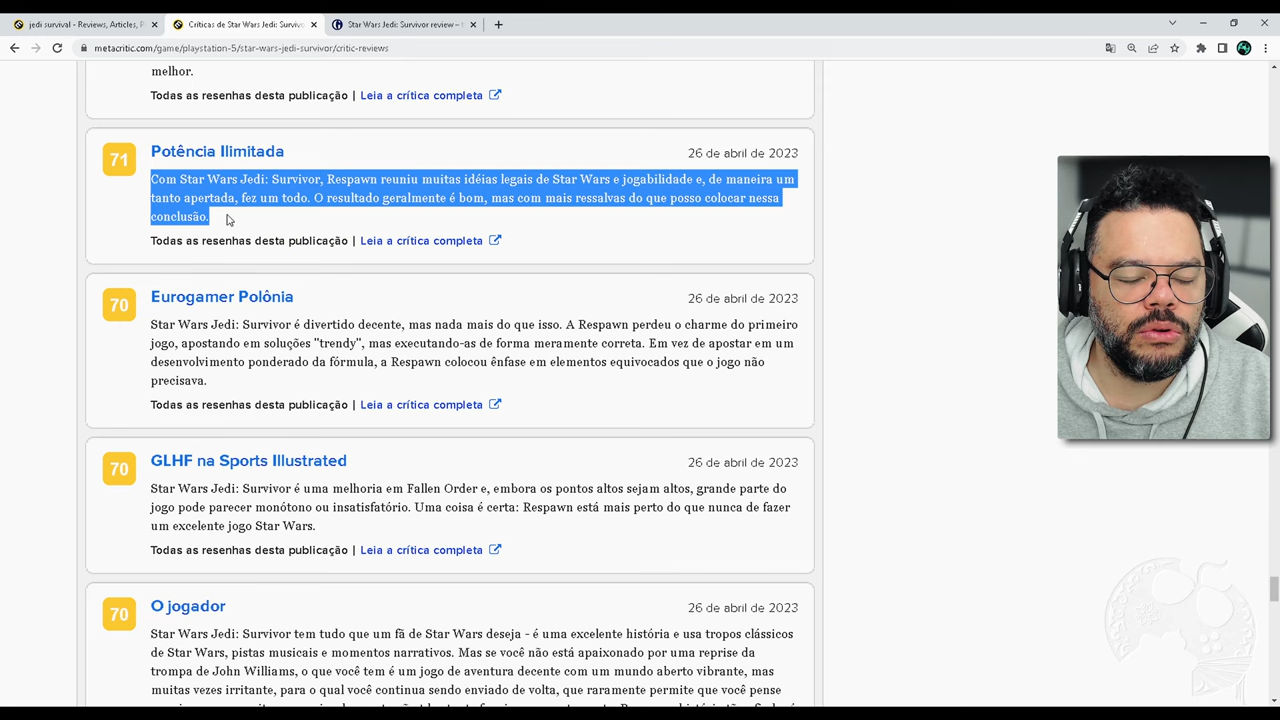 jedi survival - Reviews, Articles, P
Críticas de Star Wars Jedi: Survivo
Star Wars Jedi: Survivor review –
metacritic.com/game/playstation-5/star-wars-jedi-survivor/critic-reviews
melhor.
Todas as resenhas desta publicação | Leia a crítica completa
71
Potência Ilimitada
26 de abril de 2023
Com Star Wars Jedi: Survivor, Respawn reuniu muitas idéias legais de Star Wars e jogabilidade e, de maneira um
tanto apertada, fez um todo. O resultado geralmente é bom, mas com mais ressalvas do que posso colocar nessa
conclusão.
Todas as resenhas desta publicação | Leia a crítica completa
70
Eurogamer Polônia
26 de abril de 2023
Star Wars Jedi: Survivor é divertido decente, mas nada mais do que isso. A Respawn perdeu o charme do primeiro
jogo, apostando em soluções "trendy", mas executando-as de forma meramente correta. Em vez de apostar em um
desenvolvimento ponderado da fórmula, a Respawn colocou ênfase em elementos equivocados que o jogo não
precisava.
Todas as resenhas desta publicação | Leia a crítica completa
70
GLHF na Sports Illustrated
26 de abril de 2023
Star Wars Jedi: Survivor é uma melhoria em Fallen Order e, embora os pontos altos sejam altos, grande parte do
jogo pode parecer monótono ou insatisfatório. Uma coisa é certa: Respawn está mais perto do que nunca de fazer
um excelente jogo Star Wars.
Todas as resenhas desta publicação | Leia a crítica completa
70
O jogador
26 de abril de 2023
Star Wars Jedi: Survivor tem tudo que um fã de Star Wars deseja - é uma excelente história e usa tropos clássicos
de Star Wars, pistas musicais e momentos narrativos. Mas se você não está apaixonado por uma reprise da
trompa de John Williams, o que você tem é um jogo de aventura decente com um mundo aberto vibrante, mas
muitas vezes irritante, para o qual você continua sendo enviado de volta, que raramente permite que você pense